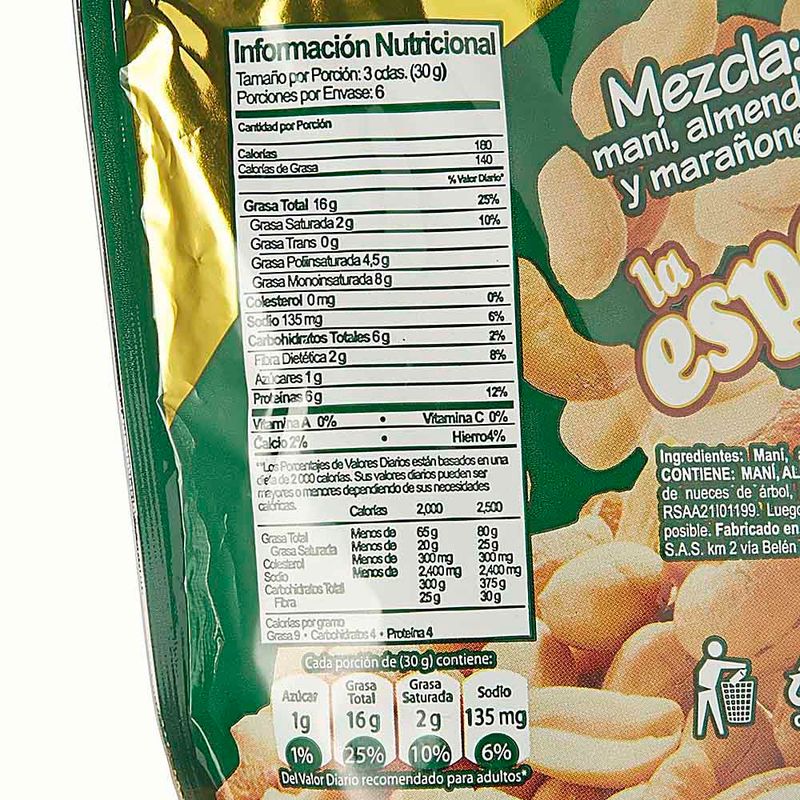 Información Nutricional
Tamaño por Porción: 3 cdas. (30 g)
Porciones por Envase: 6
Cantidad por Porción
Calorías 180
Calorías de Grasa 140
% Valor Diario*
Grasa Total 16 g 25%
Grasa Saturada 2 g 10%
Grasa Trans 0 g
Grasa Poliinsaturada 4,5 g
Grasa Monoinsaturada 8 g
Colesterol 0 mg 0%
Sodio 135 mg 6%
Carbohidratos Totales 6 g 2%
Fibra Dietética 2 g 8%
Azúcares 1 g
Proteínas 6 g 12%
Vitamina A 0% • Vitamina C 0%
Calcio 2% • Hierro 4%
*Los Porcentajes de Valores Diarios están basados en una
dieta de 2 000 calorías. Sus valores diarios pueden ser
mayores o menores dependiendo de sus necesidades
calóricas.
Calorías 2,000 2,500
Grasa Total Menos de 65 g 80 g
Grasa Saturada Menos de 20 g 25 g
Colesterol Menos de 300 mg 300 mg
Sodio Menos de 2,400 mg 2,400 mg
Carbohidratos Total 300 g 375 g
Fibra 25 g 30 g
Calorías por gramo
Grasa 9 • Carbohidratos 4 • Proteína 4
Cada porción de (30 g) contiene:
Azúcar 1g 1%
Grasa Total 16 g 25%
Grasa Saturada 2 g 10%
Sodio 135 mg 6%
Del Valor Diario recomendado para adultos*
Mezcla:
maní, almend
y marañone
la
espe
Ingredientes: Maní,
CONTIENE: MANÍ, AL
de nueces de árbol,
RSAA21I01199. Luego
posible. Fabricado en
S.A.S. km 2 vía Belén